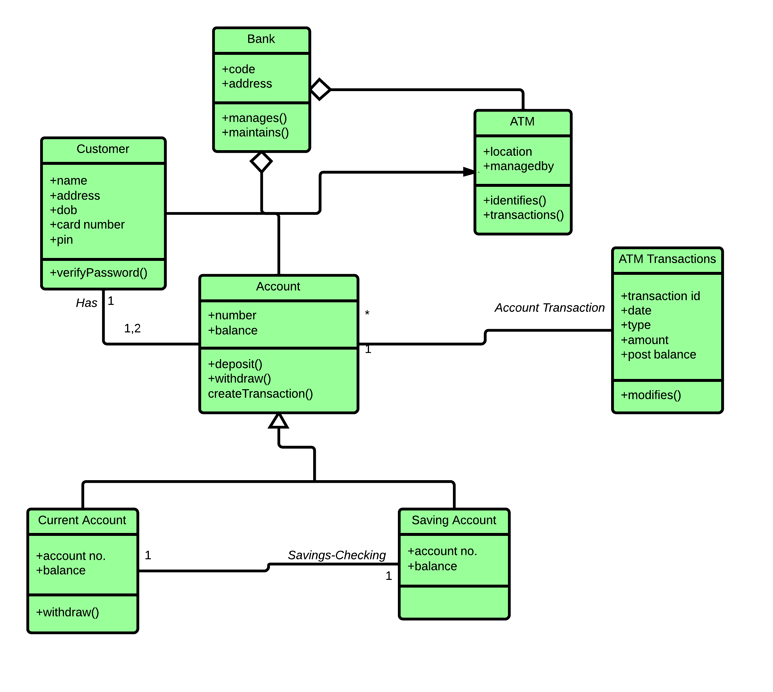 Bank
+code
+address
+manages()
+maintains()
ATM
+location
+managedby
+identifies()
+transactions()
Customer
+name
+address
+dob
+card number
+pin
+verifyPassword()
Has
1
1,2
Account
+number
+balance
+deposit()
+withdraw()
createTransaction()
*
1
Account Transaction
ATM Transactions
+transaction id
+date
+type
+amount
+post balance
+modifies()
Current Account
+account no.
+balance
+withdraw()
1
Savings-Checking
1
Saving Account
+account no.
+balance